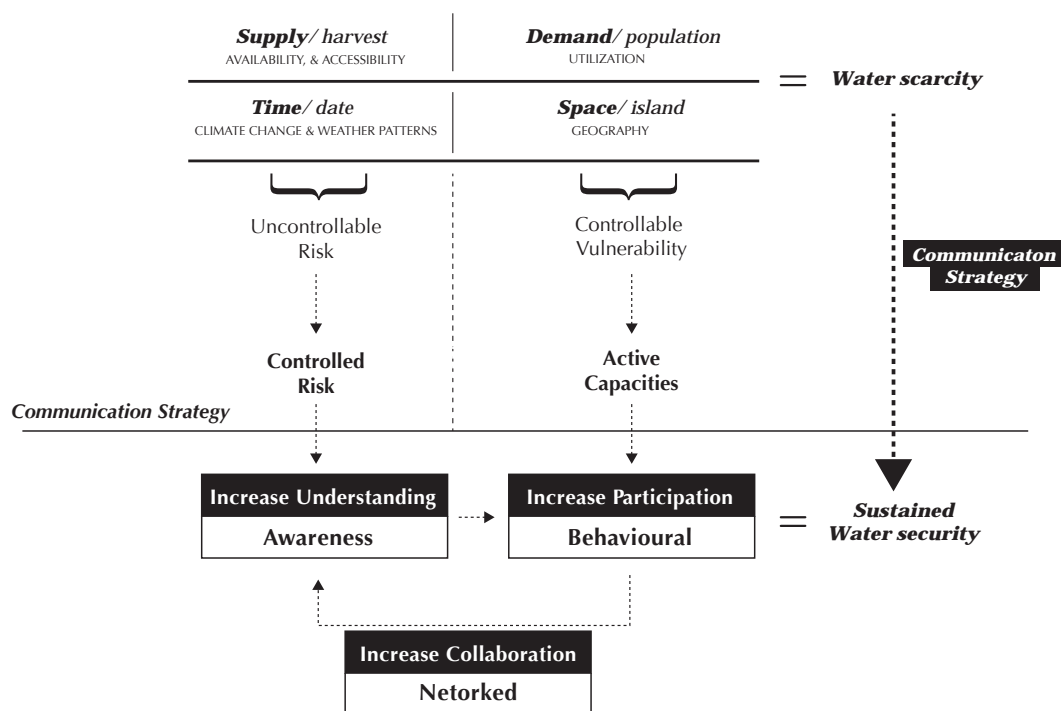 Supply/ harvest
AVAILABILITY, & ACCESSIBILITY
Demand/ population
UTILIZATION
= Water scarcity
Time/ date
CLIMATE CHANGE & WEATHER PATTERNS
Space/ island
GEOGRAPHY
Uncontrollable
Risk
Controllable
Vulnerability
Communicaton
Strategy
Controlled
Risk
Active
Capacities
Communication Strategy
Increase Understanding
Awareness
Increase Participation
Behavioural
= Sustained
Water security
Increase Collaboration
Netorked